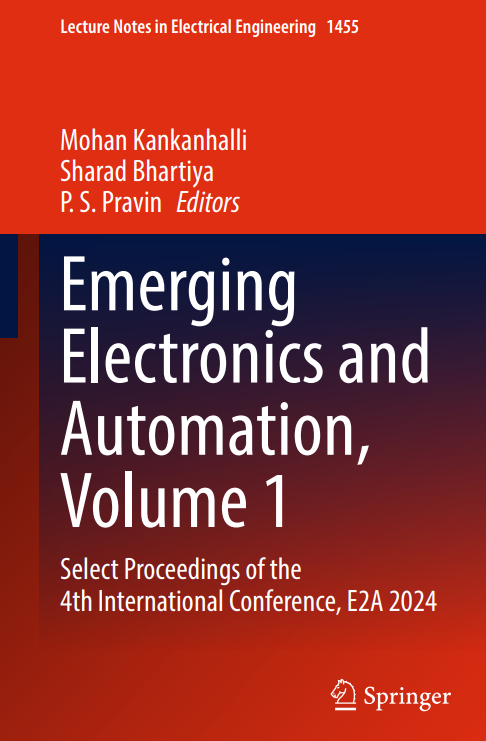 Lecture Notes in Electrical Engineering 1455
Mohan Kankanhalli
Sharad Bhartiya
P. S. Pravin Editors
Emerging
Electronics and
Automation,
Volume 1
Select Proceedings of the
4th International Conference, E2A 2024
Springer